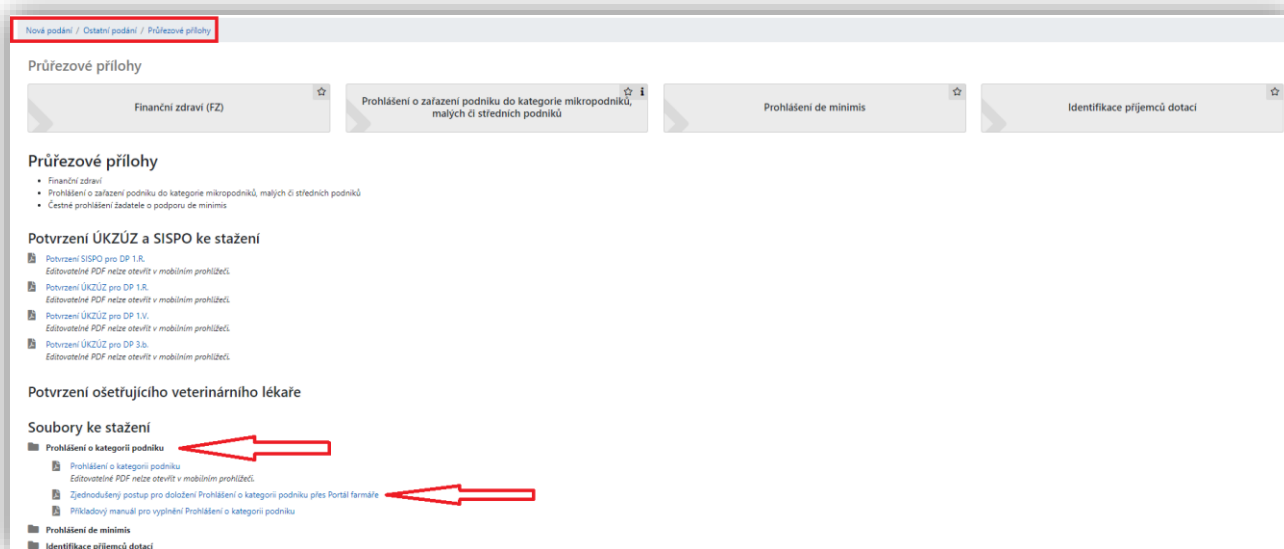 Nová podání / Ostatní podání / Průřezové přílohy
Průřezové přílohy
Finanční zdraví (FZ)
Prohlášení o zařazení podniku do kategorie mikropodniků,
malých či středních podniků
Prohlášení de minimis
Identifikace příjemců dotací
Průřezové přílohy
Finanční zdraví
Prohlášení o zařazení podniku do kategorie mikropodniků, malých či středních podniků
Čestné prohlášení žadatele o podporu de minimis
Potvrzení ÚKZÚZ a SISPO ke stažení
Potvrzení SISPO pro DP 1.R.
Editovatelné PDF nelze otevřít v mobilním prohlížeči.
Potvrzení ÚKZÚZ pro DP 1.R.
Editovatelné PDF nelze otevřít v mobilním prohlížeči.
Potvrzení ÚKZÚZ pro DP 1.V.
Editovatelné PDF nelze otevřít v mobilním prohlížeči.
Potvrzení ÚKZÚZ pro DP 3.b.
Editovatelné PDF nelze otevřít v mobilním prohlížeči.
Potvrzení ošetřujícího veterinárního lékaře
Soubory ke stažení
Prohlášení o kategorii podniku
Prohlášení o kategorii podniku
Editovatelné PDF nelze otevřít v mobilním prohlížeči.
Zjednodušený postup pro doložení Prohlášení o kategorii podniku přes Portál farmáře
Příkladový manuál pro vyplnění Prohlášení o kategorii podniku
Prohlášení de minimis
Identifikace příjemců dotací